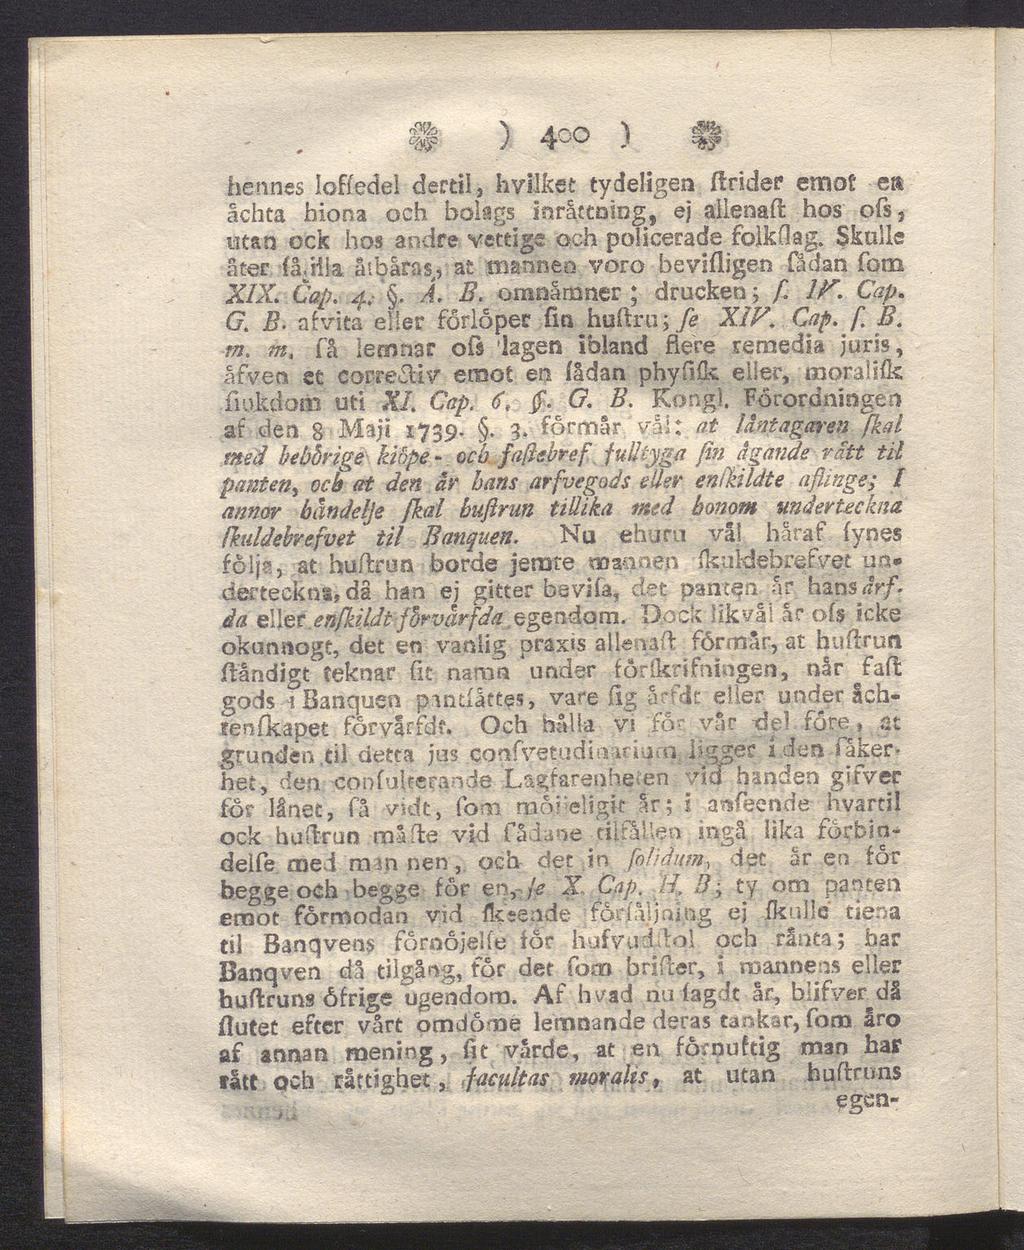 ) 400 )
hennes loffedel dertil, hvilket tydeligen ſtrider emot en
åchta hiona och bolags inråttning, ej allenaſt hos oſs,
utan ock hos andre vettige och policerade folkſlag. Skulle
åter ſå illa åtbåras, at mannen voro beviſligen ſådan ſom
XIX. Cap. 4. §. Å. B. omnåmner; drucken; ſ. IV. Cap.
G. B. afvita eller förlöper ſin huſtru; ſe XIV. Cap. ſ. B.
m. m. ſå lemnar oſs lagen ibland flere remedia juris,
åfven et correctiv emot en ſådan phyſiſk eller, moraliſk
ſiukdom uti XI. Cap. 6. §. G. B. Kongl. Förordningen
af den 8 Maji 1739. §. 3. förmår vål: at låntagaren ſkal
med behörige kiöpe- och faſtebref fulltyga ſin ågande rått til
panten, och at den år hans arfvegods eller enſkildte aflinge; I
annor håndelſe ſkal huſtrun tillika med honom underteckna
ſkuldebrefvet til Banquen. Nu ehuru vål håraf ſynes
följa, at huſtrun borde jemte mannen ſkuldebrefvet un-
derteckna, då han ej gitter beviſa, det panten år hans årf-
da eller enſkildt förvårfda egendom. Dock likvål år oſs icke
okunnogt, det en vanlig praxis allenaſt förmår, at huſtrun
ſtåndigt teknar ſit namn under förſkrifningen, når faſt
gods i Banquen pantſåttes, vare ſig årfdt eller under åch-
tenſkapet förvårfdt. Och hålla vi för vår del före, at
grunden til detta jus conſvetudinarium ligger i den ſåker-
het, den conſulterande Lagfarenheten vid handen gifver
för lånet, ſå vidt, ſom möjeligit år; i anſeende hvartil
ock huſtrun måſte vid ſådane tilfållen ingå lika förbin-
delſe med mannen, och det in ſolidum, det år en för
begge och begge för en, ſe X. Cap. H. B; ty om panten
emot förmodan vid ſkeende förſåljning ej ſkulle tiena
til Banqvens förnöjelſe för hufvudſtol och rånta; har
Banqven då tilgång, för det ſom briſter, i mannens eller
huſtruns öfrige ugendom. Af hvad nu ſagdt år, blifver då
ſlutet efter vårt omdöme lemnande deras tankar, ſom åro
af annan mening, ſit vårde, at en förnuftig man har
rått och råttighet, facultas moralis, at utan huſtruns
egen-